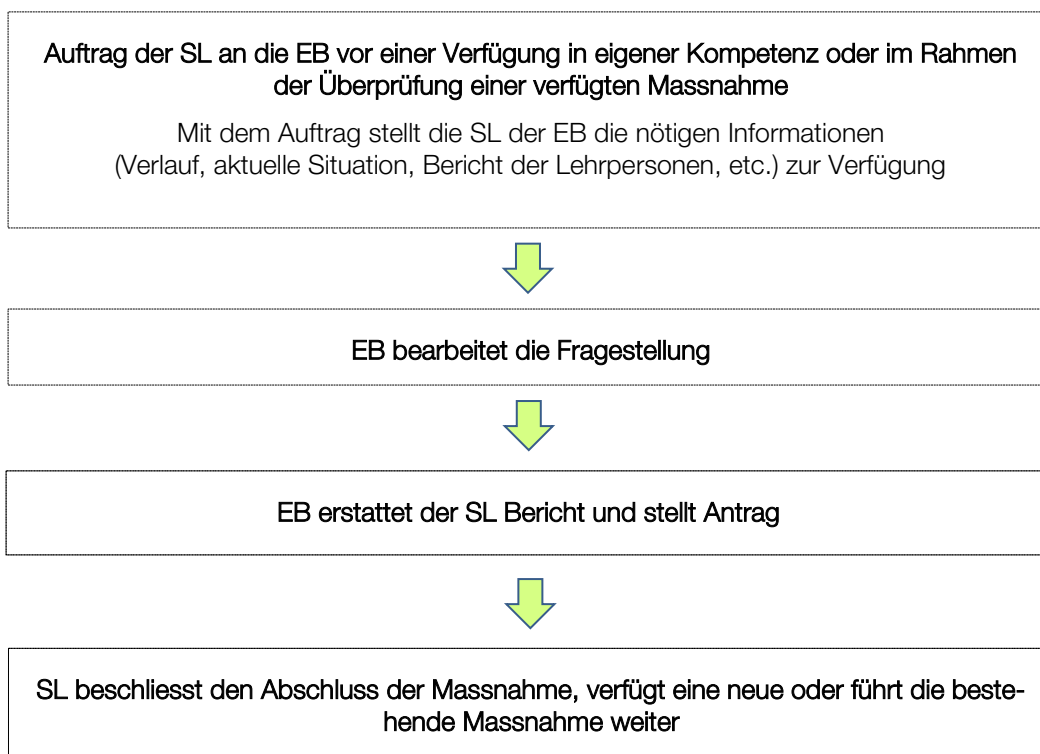 Auftrag der SL an die EB vor einer Verfügung in eigener Kompetenz oder im Rahmen
der Überprüfung einer verfügten Massnahme
Mit dem Auftrag stellt die SL der EB die nötigen Informationen
(Verlauf, aktuelle Situation, Bericht der Lehrpersonen, etc.) zur Verfügung
EB bearbeitet die Fragestellung
EB erstattet der SL Bericht und stellt Antrag
SL beschliesst den Abschluss der Massnahme, verfügt eine neue oder führt die beste-
hende Massnahme weiter